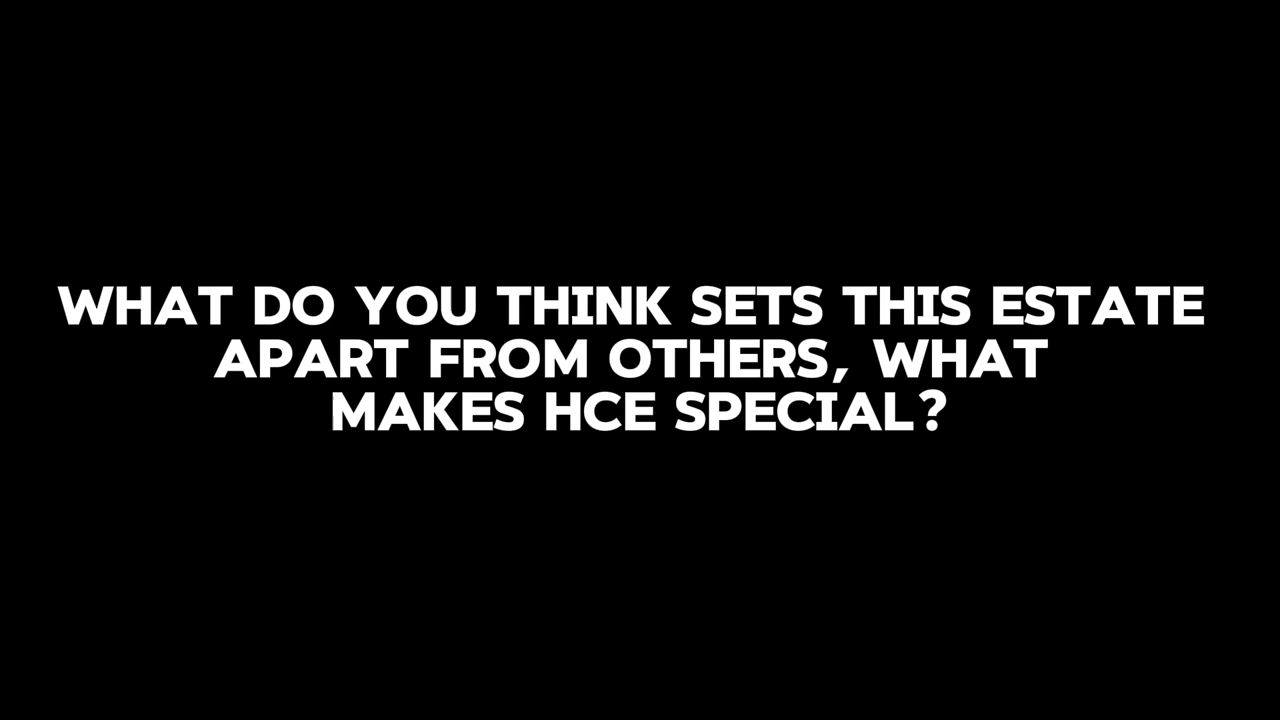 WHAT DO YOU THINK SETS THIS ESTATE
APART FROM OTHERS, WHAT
MAKES HCE SPECIAL?